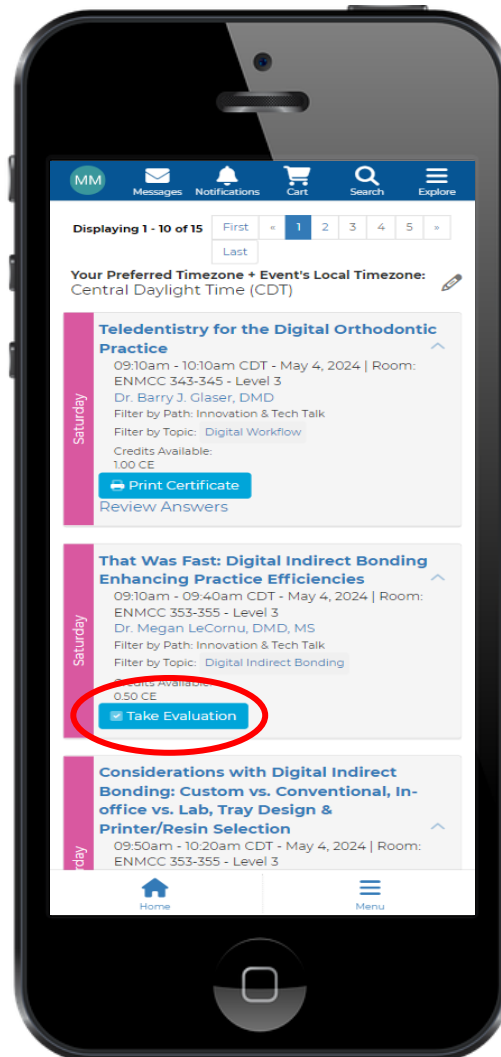 MM
Messages
Notifications
Cart
Search
Explore
Displaying 1 - 10 of 15
First « 1 2 3 4 5 »
Last
Your Preferred Timezone + Event's Local Timezone:
Central Daylight Time (CDT)
Saturday
Teledentistry for the Digital Orthodontic
Practice
09:10am - 10:10am CDT - May 4, 2024 | Room:
ENMCC 343-345 - Level 3
Dr. Barry J. Glaser, DMD
Filter by Path: Innovation & Tech Talk
Filter by Topic: Digital Workflow
Credits Available:
1.00 CE
Print Certificate
Review Answers
Saturday
That Was Fast: Digital Indirect Bonding
Enhancing Practice Efficiencies
09:10am - 09:40am CDT - May 4, 2024 | Room:
ENMCC 353-355 - Level 3
Dr. Megan LeCornu, DMD, MS
Filter by Path: Innovation & Tech Talk
Filter by Topic: Digital Indirect Bonding
Credits Available:
0.50 CE
Take Evaluation
rday
Considerations with Digital Indirect
Bonding: Custom vs. Conventional, In-
office vs. Lab, Tray Design &
Printer/Resin Selection
09:50am - 10:20am CDT - May 4, 2024 | Room:
ENMCC 353-355 - Level 3
Home
Menu